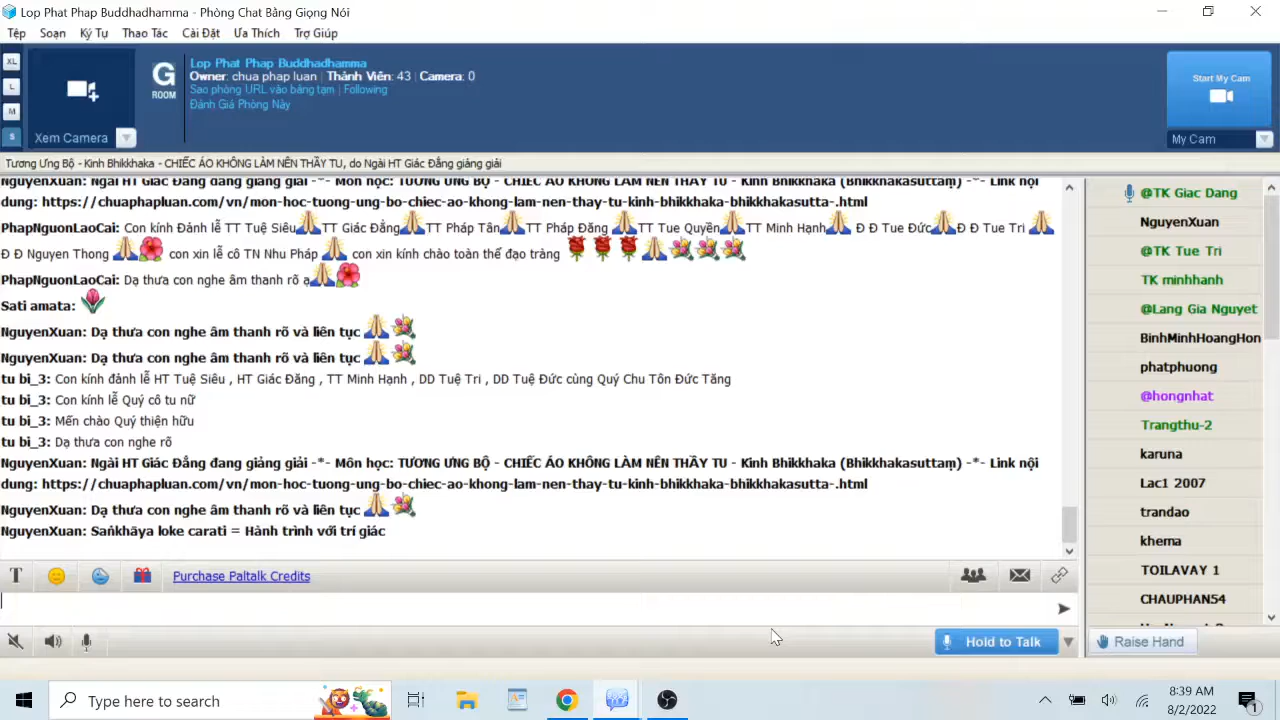 Lop Phat Phap Buddhadhamma - Phòng Chat Bằng Giọng Nói
Tệp Soạn Ký Tự Thao Tác Cài Đặt Ưa Thích Trợ Giúp
XL
L
M
S
Xem Camera
G
ROOM
Lop Phat Phap Buddhadhamma
Owner: chua phap luan | Thành Viên: 43 | Camera: 0
Sao phòng URL vào bảng tạm | Following
Đánh Giá Phòng Này
Start My Cam
My Cam
Tương Ưng Bộ - Kinh Bhikkhaka - CHIẾC ÁO KHÔNG LÀM NÊN THẦY TU, do Ngài HT Giác Đẳng giảng giải
NguyenXuan: Ngài HT Giác Đẳng đang giảng giải -*- Môn học: TƯƠNG ƯNG BỘ - CHIẾC ÁO KHÔNG LÀM NÊN THẦY TU - Kinh Bhikkhaka (Bhikkhakasuttaṃ) -*- Link nội
dung: https://chuaphapluan.com/vn/mon-hoc-tuong-ung-bo-chiec-ao-khong-lam-nen-thay-tu-kinh-bhikkhaka-bhikkhakasutta-.html
PhapNguonLaoCai: Con kính Đảnh lễ TT Tuệ Siêu TT Giác Đẳng TT Pháp Tân TT Pháp Đăng TT Tue Quyền TT Minh Hạnh Đ Đ Tue Đức Đ Đ Tue Tri
Đ Đ Nguyen Thong con xin lễ cô TN Nhu Pháp con xin kính chào toàn thể đạo tràng
PhapNguonLaoCai: Dạ thưa con nghe âm thanh rõ ạ
Sati amata:
NguyenXuan: Dạ thưa con nghe âm thanh rõ và liên tục
NguyenXuan: Dạ thưa con nghe âm thanh rõ và liên tục
tu bi_3: Con kính đảnh lễ HT Tuệ Siêu , HT Giác Đẳng , TT Minh Hạnh , DD Tuệ Tri , DD Tuệ Đức cùng Quý Chu Tôn Đức Tăng
tu bi_3: Con kính lễ Quý cô tu nữ
tu bi_3: Mến chào Quý thiện hữu
tu bi_3: Dạ thưa con nghe rõ
NguyenXuan: Ngài HT Giác Đẳng đang giảng giải -*- Môn học: TƯƠNG ƯNG BỘ - CHIẾC ÁO KHÔNG LÀM NÊN THẦY TU - Kinh Bhikkhaka (Bhikkhakasuttaṃ) -*- Link nội
dung: https://chuaphapluan.com/vn/mon-hoc-tuong-ung-bo-chiec-ao-khong-lam-nen-thay-tu-kinh-bhikkhaka-bhikkhakasutta-.html
NguyenXuan: Dạ thưa con nghe âm thanh rõ và liên tục
NguyenXuan: Saṅkhāya loke carati = Hành trình với trí giác
@TK Giac Dang
NguyenXuan
@TK Tue Tri
TK minhhanh
@Lang Gia Nguyet
BinhMinhHoangHon
phatphuong
@hongnhat
Trangthu-2
karuna
Lac1 2007
trandao
khema
TOILAVAY 1
CHAUPHAN54
T Purchase Paltalk Credits
Hold to Talk
Raise Hand
Type here to search
8:39 AM
8/2/2022
1